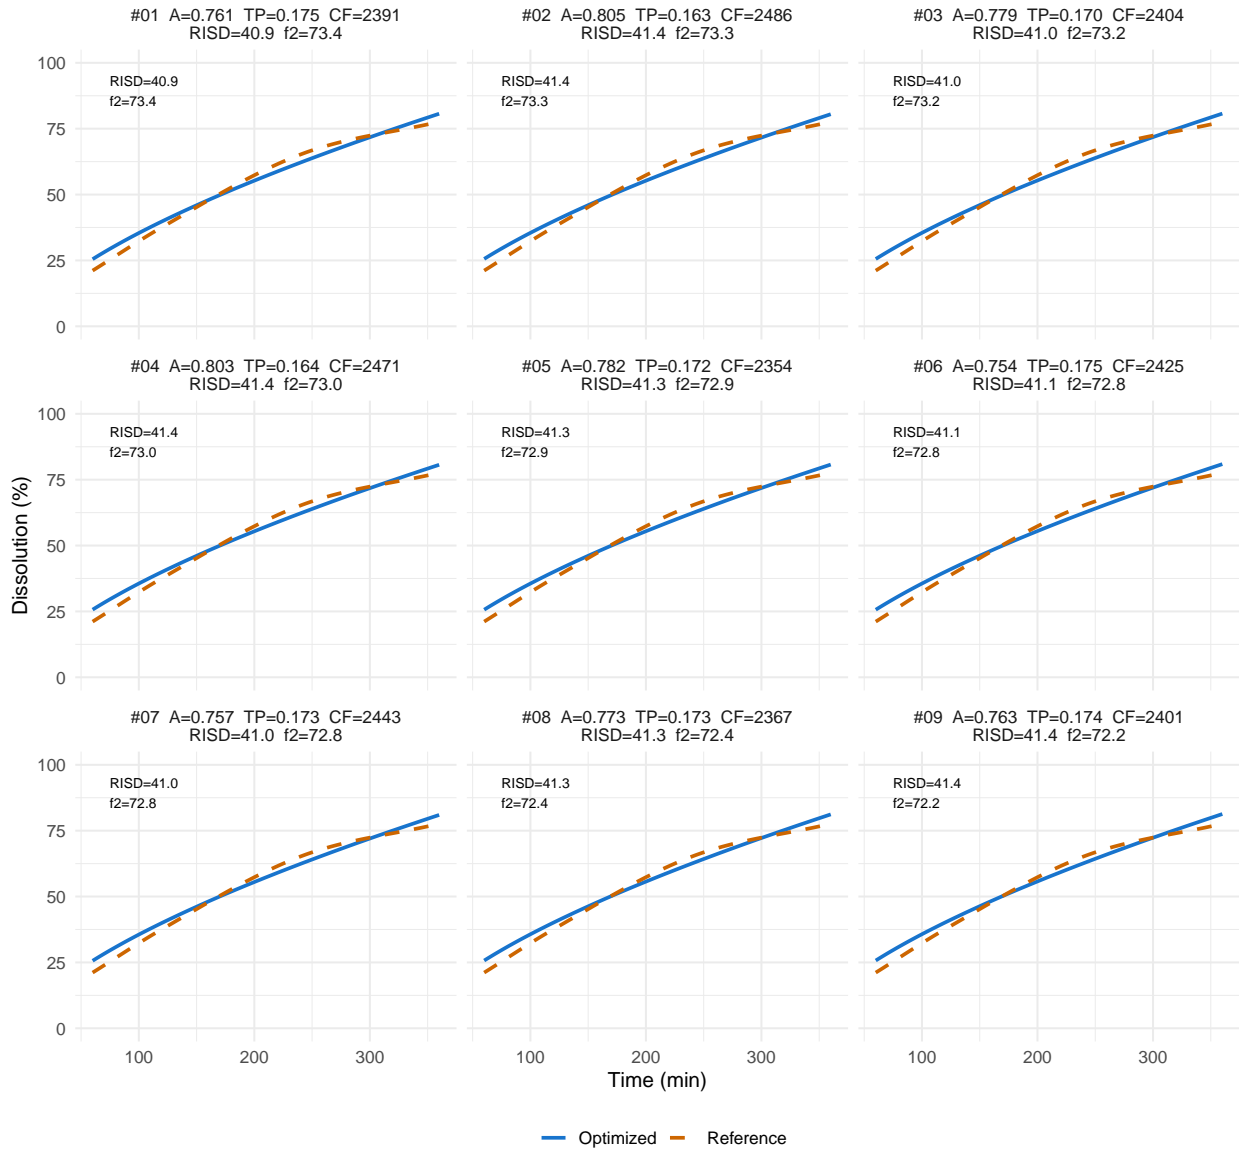 #01 A=0.761 TP=0.175 CF=2391
RISD=40.9 f2=73.4
#02 A=0.805 TP=0.163 CF=2486
RISD=41.4 f2=73.3
#03 A=0.779 TP=0.170 CF=2404
RISD=41.0 f2=73.2
100
75
50
25
0
RISD=40.9
f2=73.4
RISD=41.4
f2=73.3
RISD=41.0
f2=73.2
#04 A=0.803 TP=0.164 CF=2471
RISD=41.4 f2=73.0
#05 A=0.782 TP=0.172 CF=2354
RISD=41.3 f2=72.9
#06 A=0.754 TP=0.175 CF=2425
RISD=41.1 f2=72.8
Dissolution (%)
100
75
50
25
0
RISD=41.4
f2=73.0
RISD=41.3
f2=72.9
RISD=41.1
f2=72.8
#07 A=0.757 TP=0.173 CF=2443
RISD=41.0 f2=72.8
#08 A=0.773 TP=0.173 CF=2367
RISD=41.3 f2=72.4
#09 A=0.763 TP=0.174 CF=2401
RISD=41.4 f2=72.2
100
75
50
25
0
RISD=41.0
f2=72.8
RISD=41.3
f2=72.4
RISD=41.4
f2=72.2
100 200 300
100 200 300
100 200 300
Time (min)
Optimized Reference